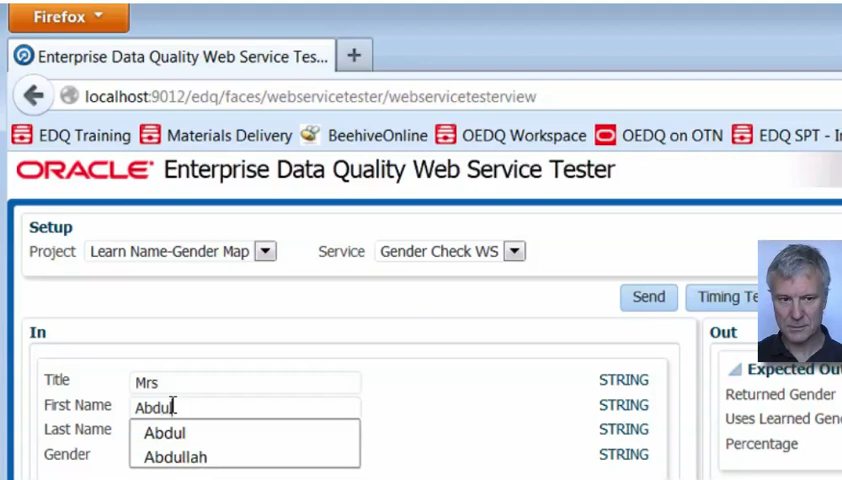 Firefox
Enterprise Data Quality Web Service Tes...
localhost:9012/edq/faces/webservicetester/webservicetesterview
EDQ Training Materials Delivery BeehiveOnline OEDQ Workspace OEDQ on OTN EDQ SPT - In
ORACLE Enterprise Data Quality Web Service Tester
Setup
Project Learn Name-Gender Map Service Gender Check WS
Send Timing Te
In Out
Title Mrs STRING Expected Ou
First Name Abdul STRING Returned Gender
Last Name Abdul STRING Uses Learned Gen
Gender Abdullah STRING Percentage